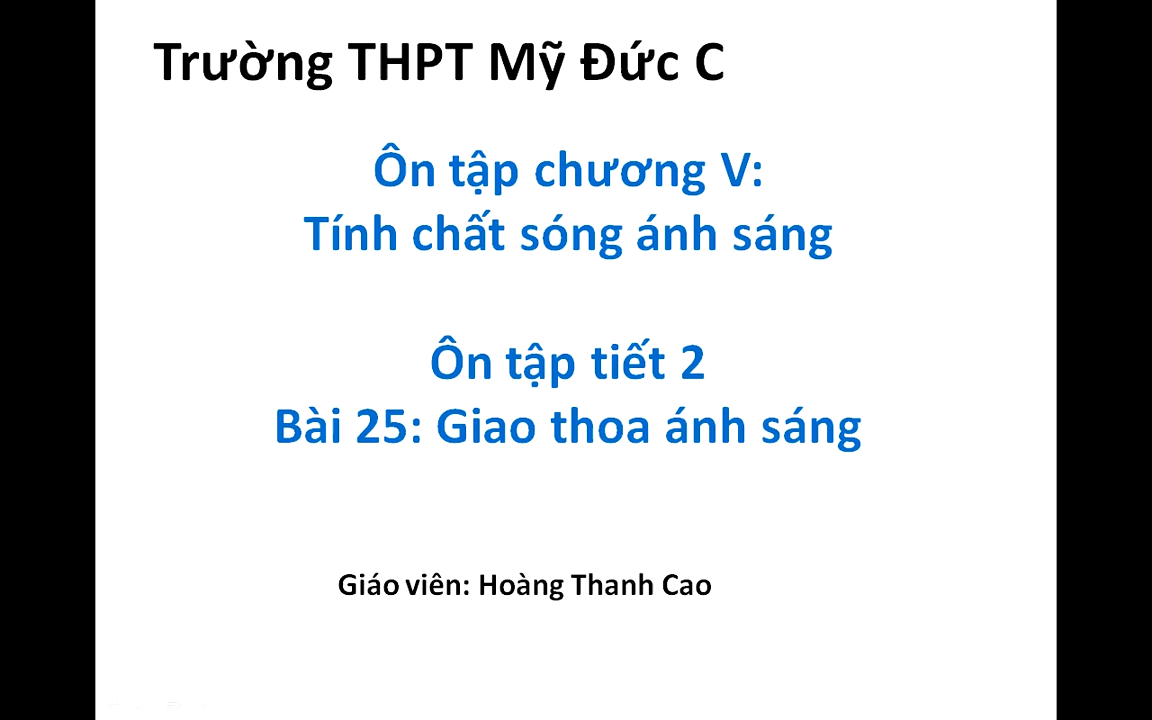 Trường THPT Mỹ Đức C
Ôn tập chương V:
Tính chất sóng ánh sáng
Ôn tập tiết 2
Bài 25: Giao thoa ánh sáng
Giáo viên: Hoàng Thanh Cao